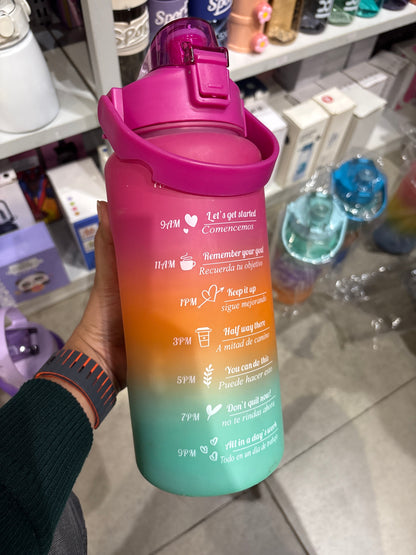 Spot
9AM Let's get started
Comencemos
11AM Remember your goal
Recuerda tu objetivo
1PM Keep it up
sigue mejorando
3PM Half way there
A mitad de camino
5PM You can do this
Puede hacer esto
7PM Don't quit now!
no te rindas ahora
9PM All in a day's work
Todo en un dia de trabajo